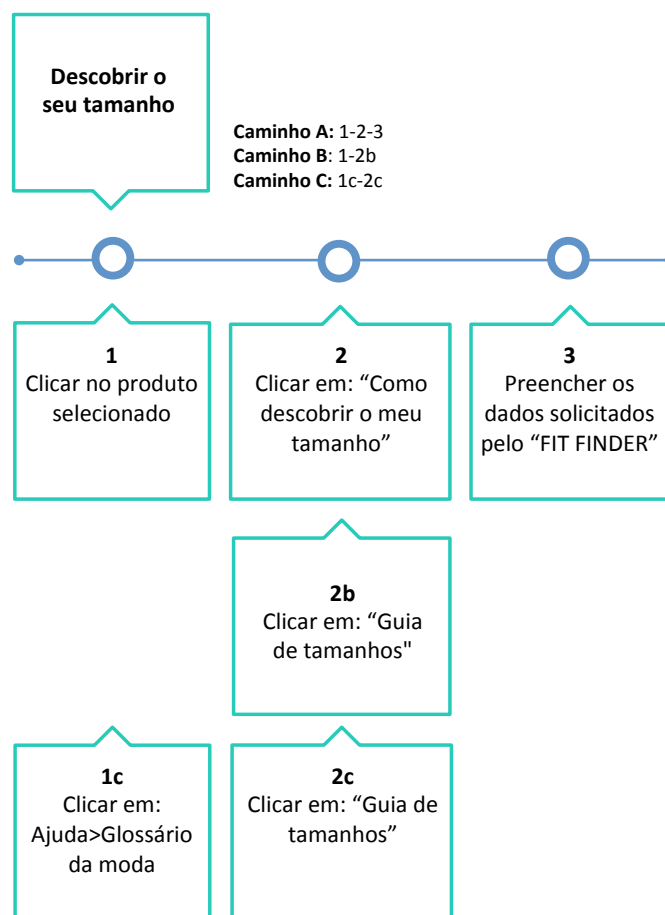 Descobrir o
seu tamanho
Caminho A: 1-2-3
Caminho B: 1-2b
Caminho C: 1c-2c
1
Clicar no produto
selecionado
2
Clicar em: “Como
descobrir o meu
tamanho”
3
Preencher os
dados solicitados
pelo “FIT FINDER”
2b
Clicar em: “Guia
de tamanhos"
1c
Clicar em:
Ajuda>Glossário
da moda
2c
Clicar em: “Guia de
tamanhos”